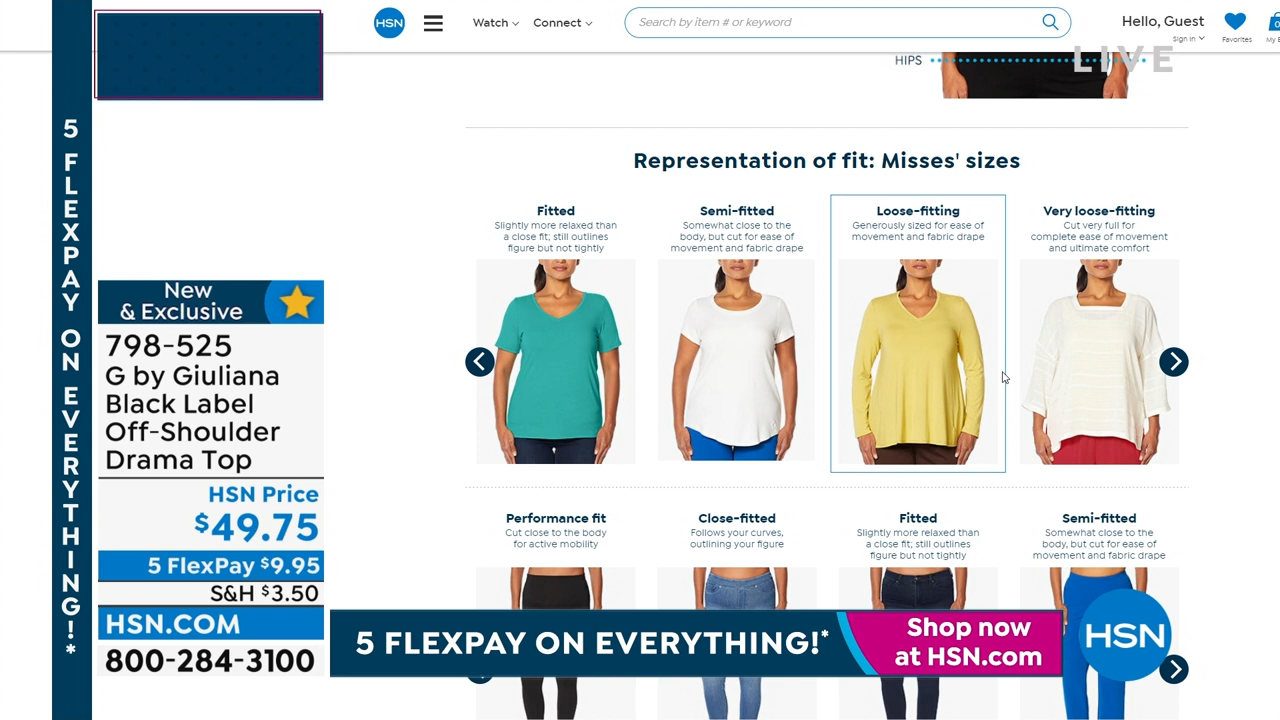 HSN
Watch
Connect
Search by item # or keyword
Hello, Guest
Sign In
Favorites
0
LIVE
HIPS
Representation of fit: Misses' sizes
Fitted
Slightly more relaxed than
a close fit; still outlines
figure but not tightly
Semi-fitted
Somewhat close to the
body, but cut for ease of
movement and fabric drape
Loose-fitting
Generously sized for ease of
movement and fabric drape
Very loose-fitting
Cut very full for
complete ease of movement
and ultimate comfort
Performance fit
Cut close to the body
for active mobility
Close-fitted
Follows your curves,
outlining your figure
Fitted
Slightly more relaxed than
a close fit; still outlines
figure but not tightly
Semi-fitted
Somewhat close to the
body, but cut for ease of
movement and fabric drape
5 FLEXPAY ON EVERYTHING!*
New
& Exclusive
798-525
G by Giuliana
Black Label
Off-Shoulder
Drama Top
HSN Price
$49.75
5 FlexPay $9.95
S&H $3.50
HSN.COM
800-284-3100
5 FLEXPAY ON EVERYTHING!*
Shop now
at HSN.com
HSN